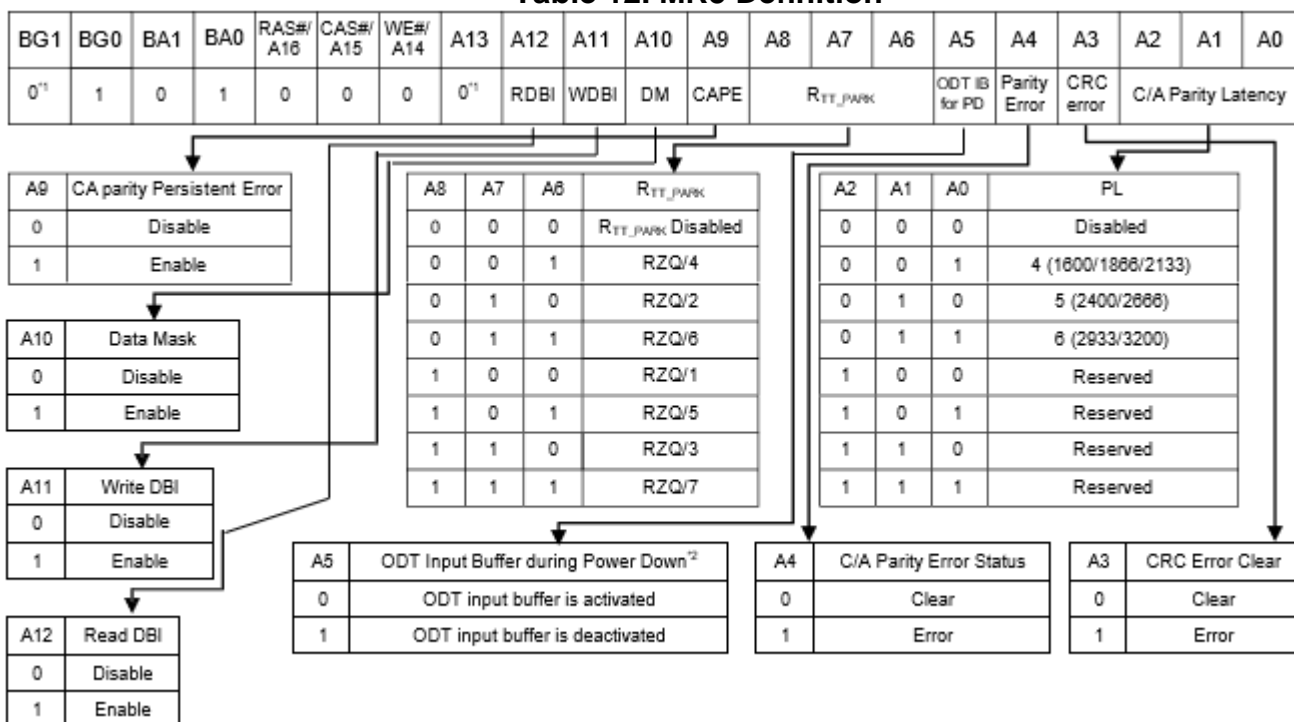 BG1 BG0 BA1 BA0 RAS#/A16 CAS#/A15 WE#/A14 A13 A12 A11 A10 A9 A8 A7 A6 A5 A4 A3 A2 A1 A0
0*1 1 0 1 0 0 0 0*1 RDBI WDBI DM CAPE RTT_PARK ODT IB for PD Parity Error CRC error C/A Parity Latency
A9 CA parity Persistent Error
0 Disable
1 Enable
A10 Data Mask
0 Disable
1 Enable
A11 Write DBI
0 Disable
1 Enable
A12 Read DBI
0 Disable
1 Enable
A8 A7 A6 RTT_PARK
0 0 0 RTT_PARK Disabled
0 0 1 RZQ/4
0 1 0 RZQ/2
0 1 1 RZQ/6
1 0 0 RZQ/1
1 0 1 RZQ/5
1 1 0 RZQ/3
1 1 1 RZQ/7
A2 A1 A0 PL
0 0 0 Disabled
0 0 1 4 (1600/1866/2133)
0 1 0 5 (2400/2666)
0 1 1 6 (2933/3200)
1 0 0 Reserved
1 0 1 Reserved
1 1 0 Reserved
1 1 1 Reserved
A5 ODT Input Buffer during Power Down*2
0 ODT input buffer is activated
1 ODT input buffer is deactivated
A4 C/A Parity Error Status
0 Clear
1 Error
A3 CRC Error Clear
0 Clear
1 Error